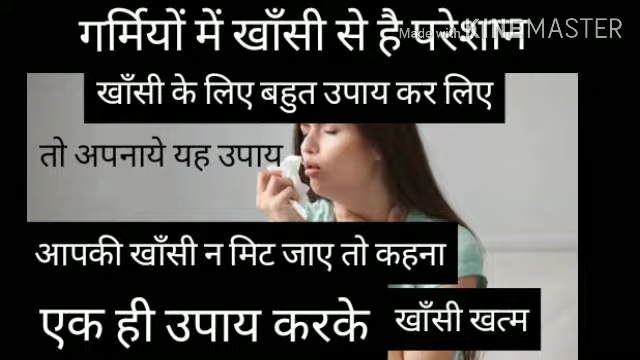 गर्मियों में खाँसी से है परेशान
Made with KINEMASTER
खाँसी के लिए बहुत उपाय कर लिए
तो अपनाये यह उपाय
आपकी खाँसी न मिट जाए तो कहना
एक ही उपाय करके
खाँसी खत्म